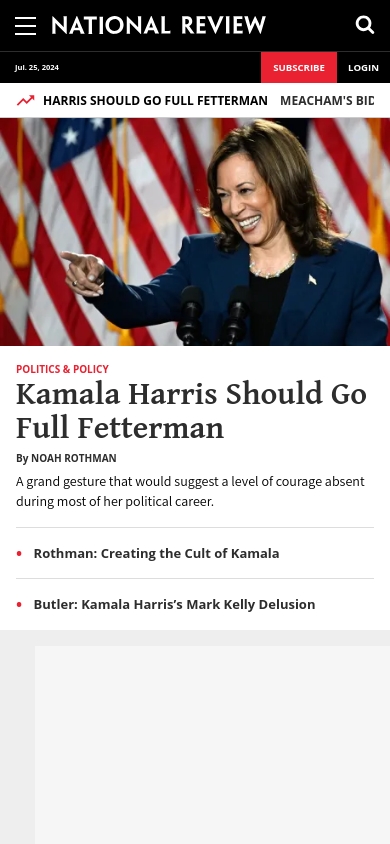 NATIONAL REVIEW
Jul. 25, 2024
SUBSCRIBE
LOGIN
HARRIS SHOULD GO FULL FETTERMAN
MEACHAM'S BID
POLITICS & POLICY
Kamala Harris Should Go
Full Fetterman
By NOAH ROTHMAN
A grand gesture that would suggest a level of courage absent
during most of her political career.
• Rothman: Creating the Cult of Kamala
• Butler: Kamala Harris’s Mark Kelly Delusion